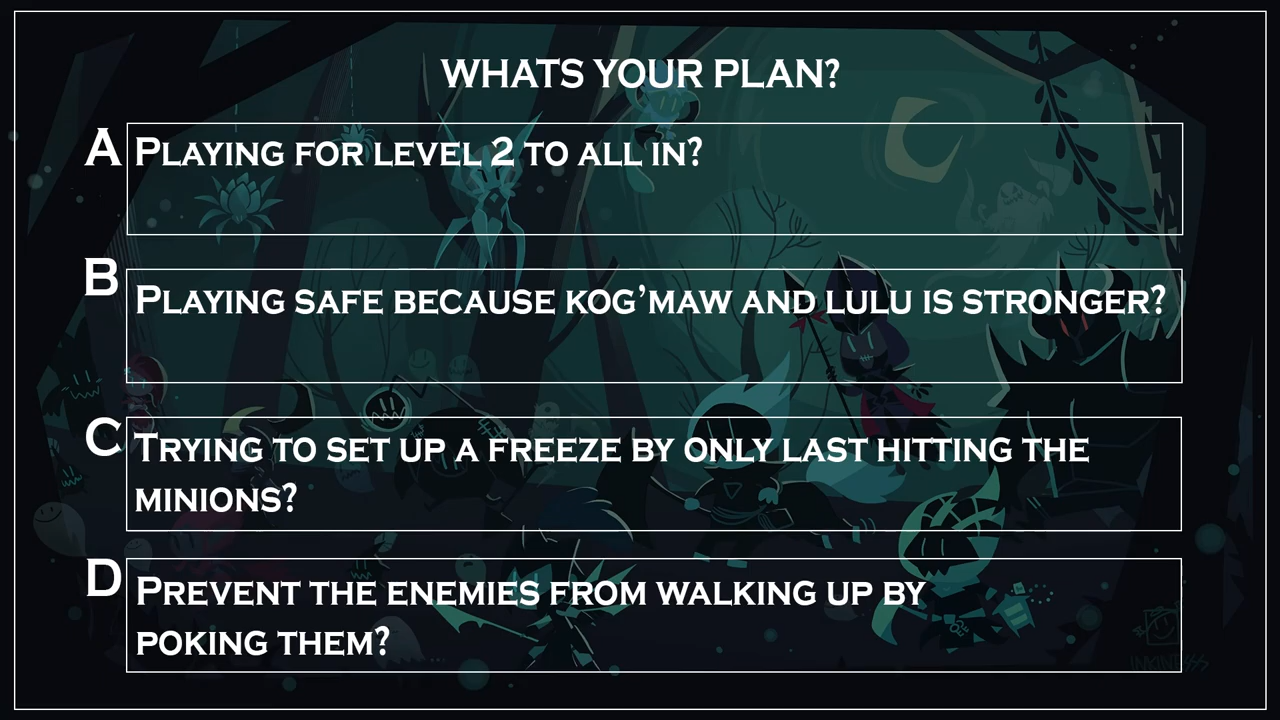 WHATS YOUR PLAN?
A
PLAYING FOR LEVEL 2 TO ALL IN?
B
PLAYING SAFE BECAUSE KOG'MAW AND LULU IS STRONGER?
C
TRYING TO SET UP A FREEZE BY ONLY LAST HITTING THE
MINIONS?
D
PREVENT THE ENEMIES FROM WALKING UP BY
POKING THEM?